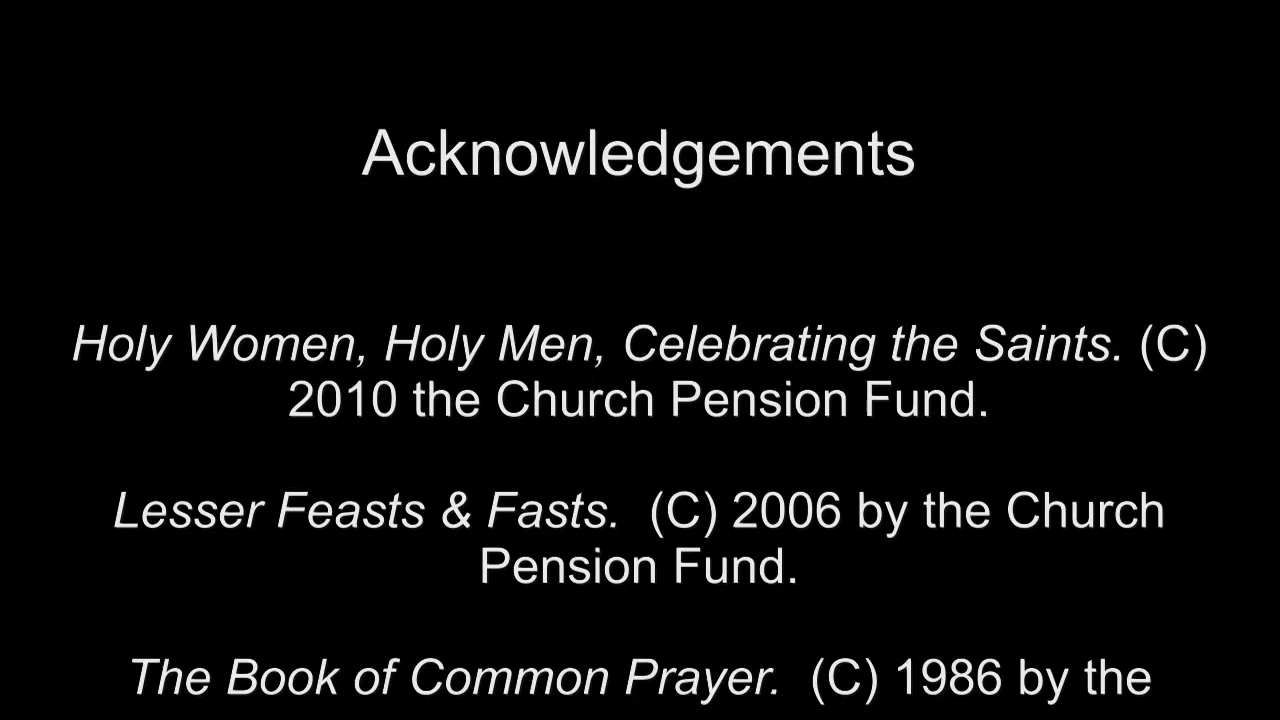 Acknowledgements
Holy Women, Holy Men, Celebrating the Saints. (C)
2010 the Church Pension Fund.
Lesser Feasts & Fasts.  (C) 2006 by the Church
Pension Fund.
The Book of Common Prayer.  (C) 1986 by the